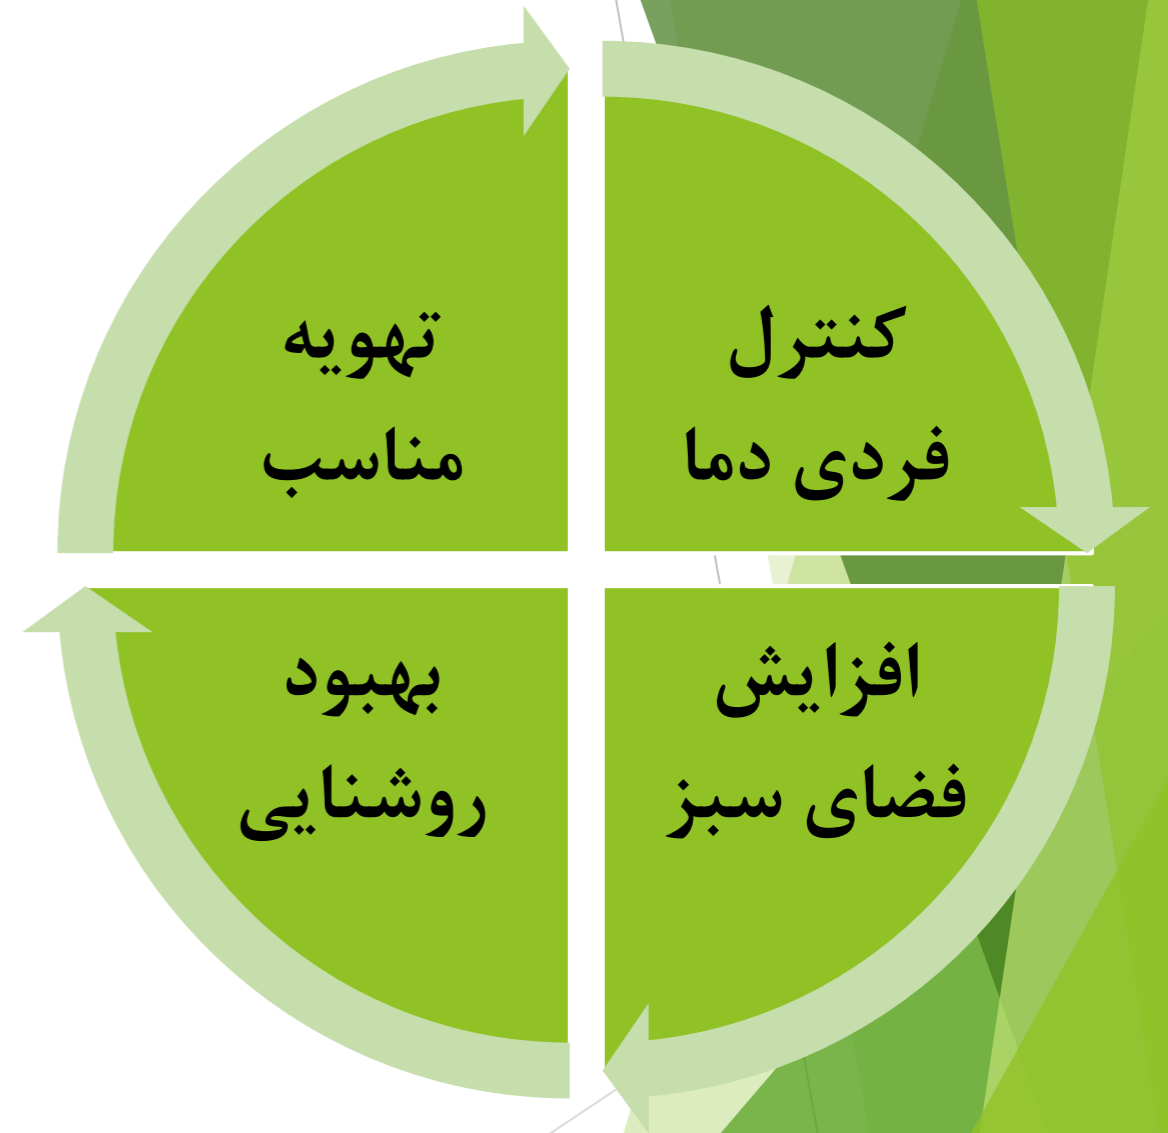 کنترل
فردی دما
تهویه
مناسب
افزایش
فضای سبز
بهبود
روشنایی